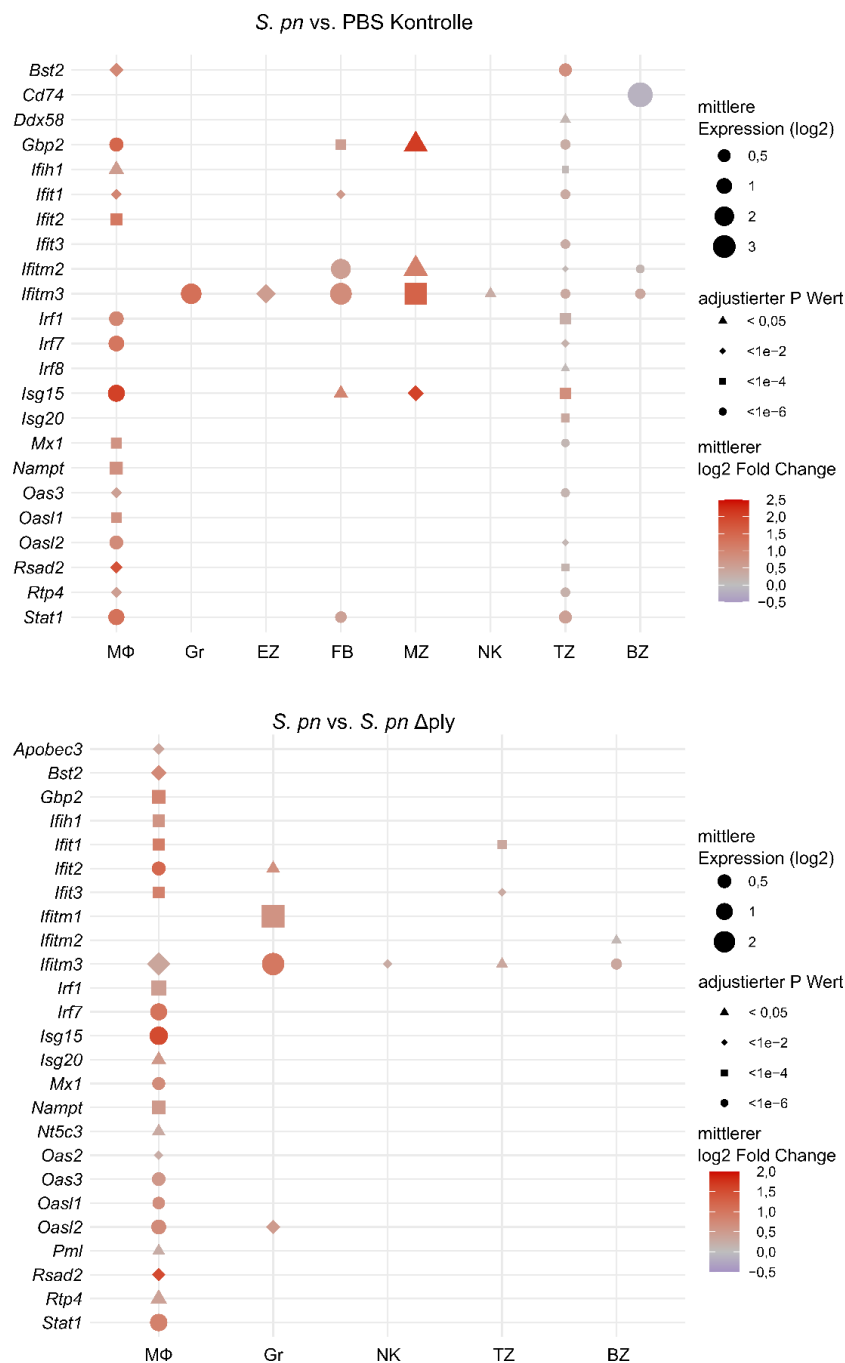 S. pn vs. PBS Kontrolle
Bst2
Cd74
Ddx58
Gbp2
Ifih1
Ifit1
Ifit2
Ifit3
Ifitm2
Ifitm3
Irf1
Irf7
Irf8
Isg15
Isg20
Mx1
Nampt
Oas3
Oasl1
Oasl2
Rsad2
Rtp4
Stat1
MΦ Gr EZ FB MZ NK TZ BZ
mittlere
Expression (log2)
0,5
1
2
3
adjustierter P Wert
< 0,05
<1e−2
<1e−4
<1e−6
mittlerer
log2 Fold Change
2,5
2,0
1,5
1,0
0,5
0,0
−0,5
S. pn vs. S. pn Δply
Apobec3
Bst2
Gbp2
Ifih1
Ifit1
Ifit2
Ifit3
Ifitm1
Ifitm2
Ifitm3
Irf1
Irf7
Isg15
Isg20
Mx1
Nampt
Nt5c3
Oas2
Oas3
Oasl1
Oasl2
Pml
Rsad2
Rtp4
Stat1
MΦ Gr NK TZ BZ
mittlere
Expression (log2)
0,5
1
2
adjustierter P Wert
< 0,05
<1e−2
<1e−4
<1e−6
mittlerer
log2 Fold Change
2,0
1,5
1,0
0,5
0,0
−0,5